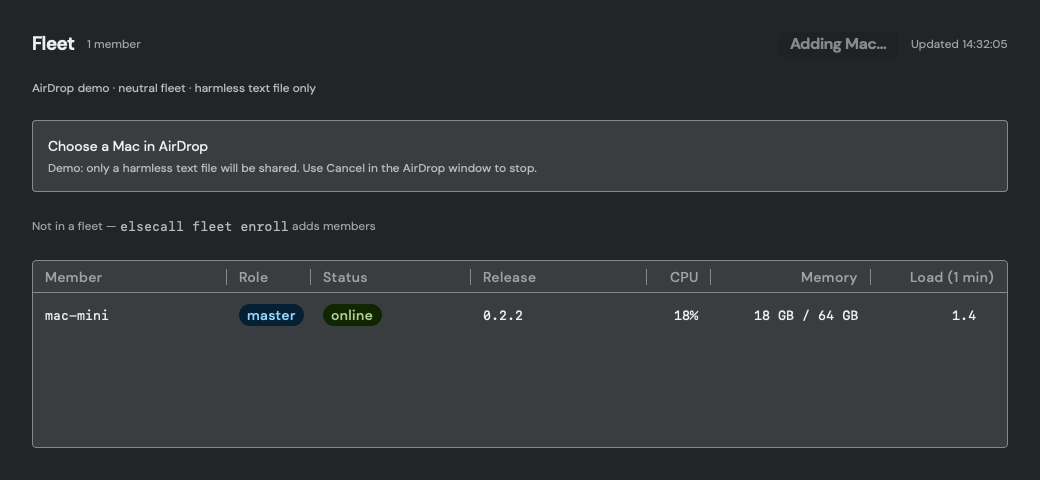 Fleet 1 member Adding Mac... Updated 14:32:05
AirDrop demo · neutral fleet · harmless text file only
Choose a Mac in AirDrop
Demo: only a harmless text file will be shared. Use Cancel in the AirDrop window to stop.
Not in a fleet — elsecall fleet enroll adds members
Member Role Status Release CPU Memory Load (1 min)
mac-mini master online 0.2.2 18% 18 GB / 64 GB 1.4